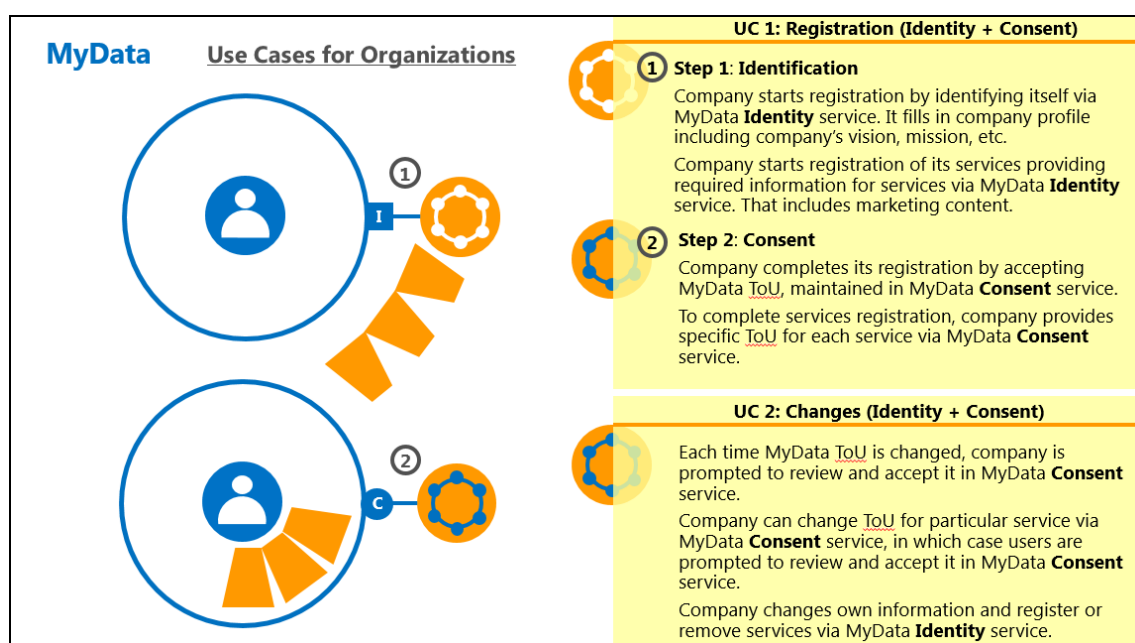 MyData
Use Cases for Organizations
1
I
2
C
UC 1: Registration (Identity + Consent)
1
Step 1: Identification
Company starts registration by identifying itself via
MyData Identity service. It fills in company profile
including company's vision, mission, etc.
Company starts registration of its services providing
required information for services via MyData Identity
service. That includes marketing content.
2
Step 2: Consent
Company completes its registration by accepting
MyData ToU, maintained in MyData Consent service.
To complete services registration, company provides
specific ToU for each service via MyData Consent
service.
UC 2: Changes (Identity + Consent)
Each time MyData ToU is changed, company is
prompted to review and accept it in MyData Consent
service.
Company can change ToU for particular service via
MyData Consent service, in which case users are
prompted to review and accept it in MyData Consent
service.
Company changes own information and register or
remove services via MyData Identity service.